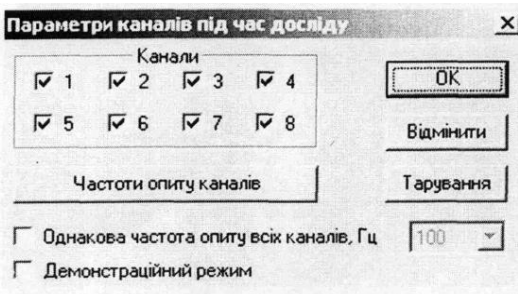 Параметри каналів під час досліду
Канали
1 2 3 4
OK
5 6 7 8
Відмінити
Частоти опиту каналів
Тарування
Однакова частота опиту всіх каналів, Гц 100
Демонстраційний режим